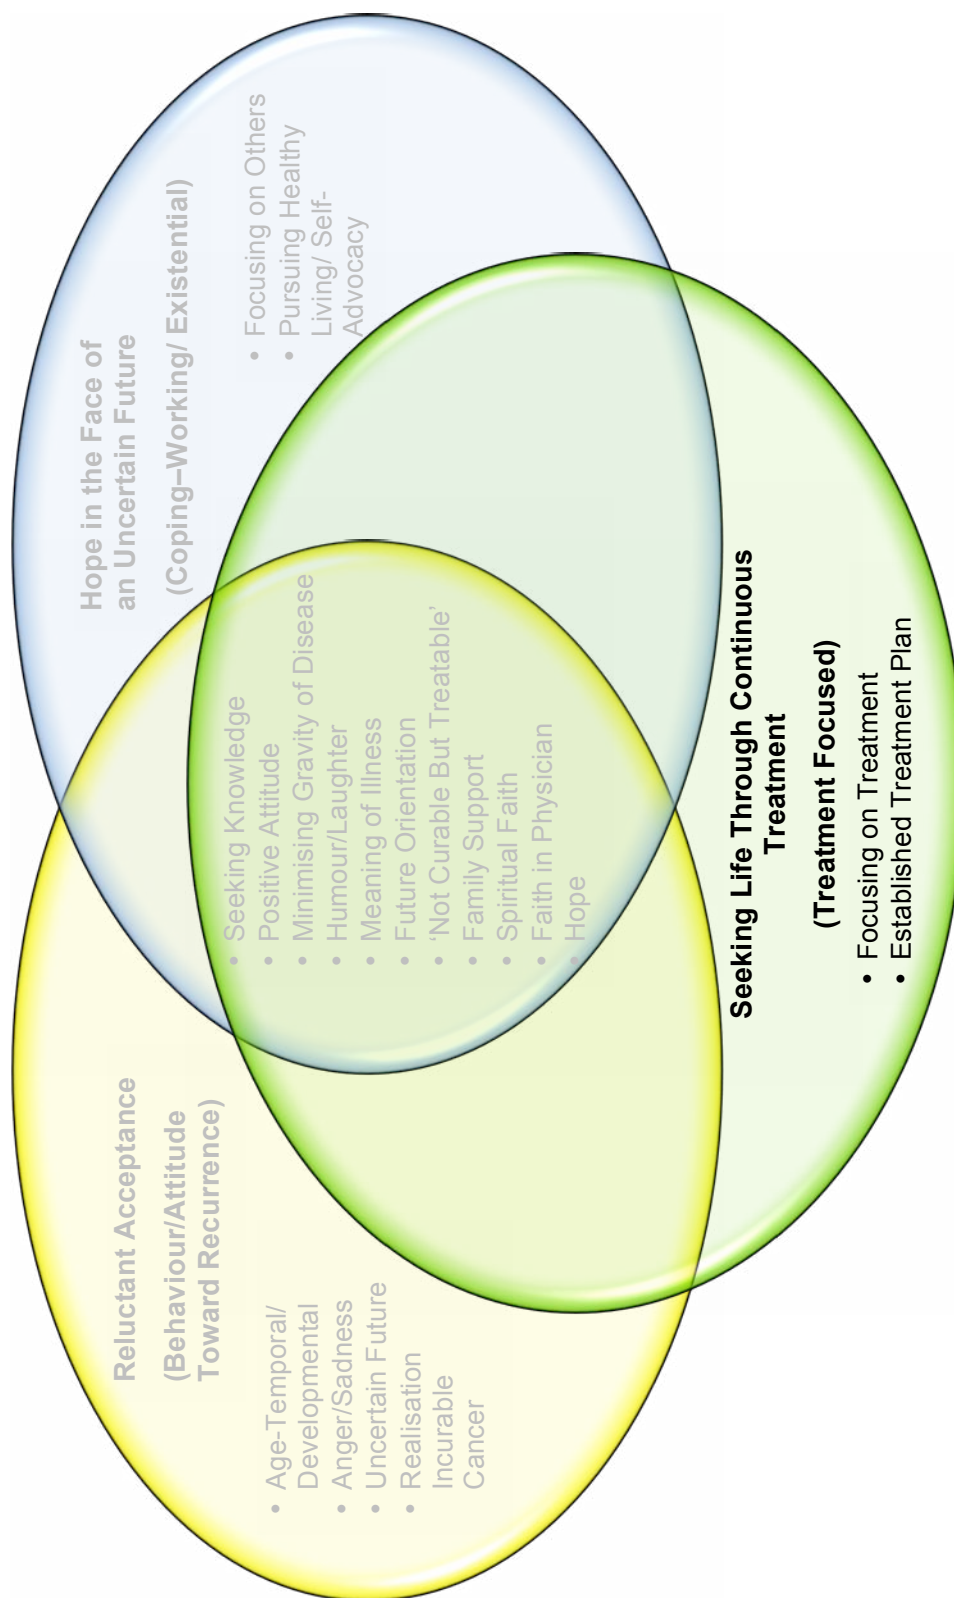 Reluctant Acceptance
(Behaviour/Attitude
Toward Recurrence)
• Age-Temporal/
Developmental
• Anger/Sadness
• Uncertain Future
• Realisation
Incurable
Cancer
Hope in the Face of
an Uncertain Future
(Coping–Working/ Existential)
• Focusing on Others
• Pursuing Healthy
Living/ Self-
Advocacy
• Seeking Knowledge
• Positive Attitude
• Minimising Gravity of Disease
• Humour/Laughter
• Meaning of Illness
• Future Orientation
• ‘Not Curable But Treatable’
• Family Support
• Spiritual Faith
• Faith in Physician
• Hope
Seeking Life Through Continuous
Treatment
(Treatment Focused)
• Focusing on Treatment
• Established Treatment Plan